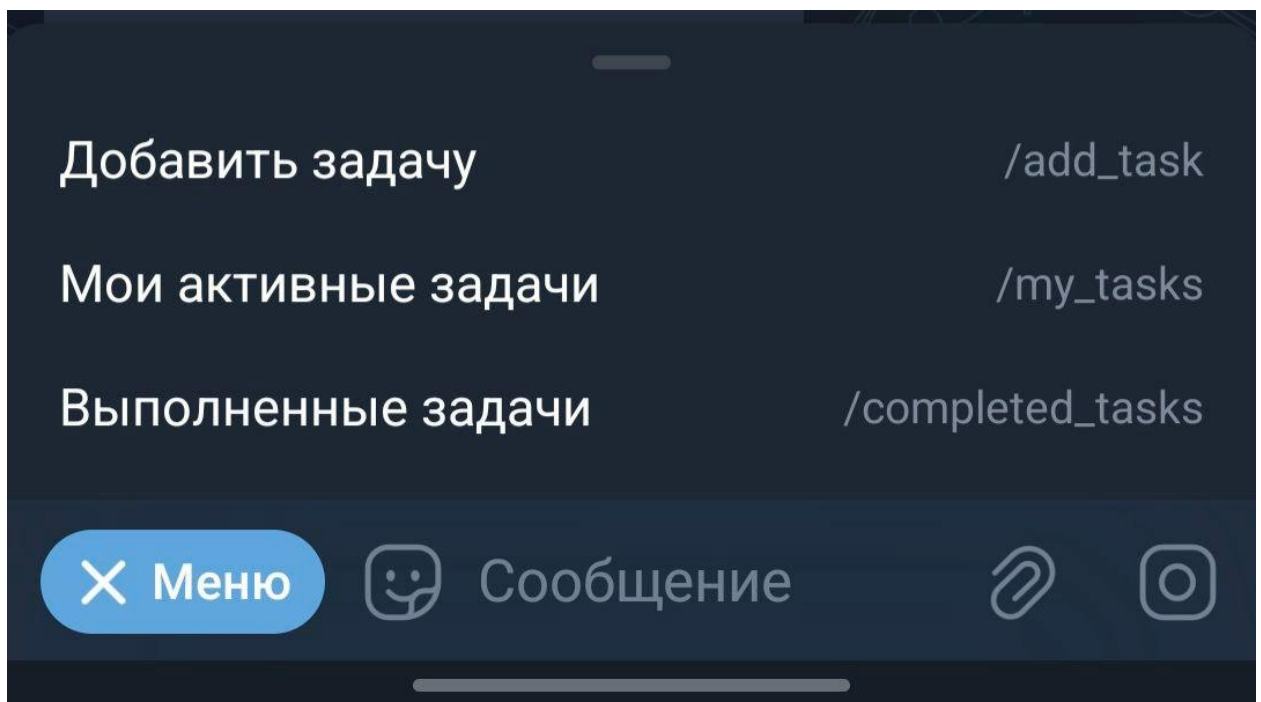 Добавить задачу /add_task
Мои активные задачи /my_tasks
Выполненные задачи /completed_tasks
Меню Сообщение